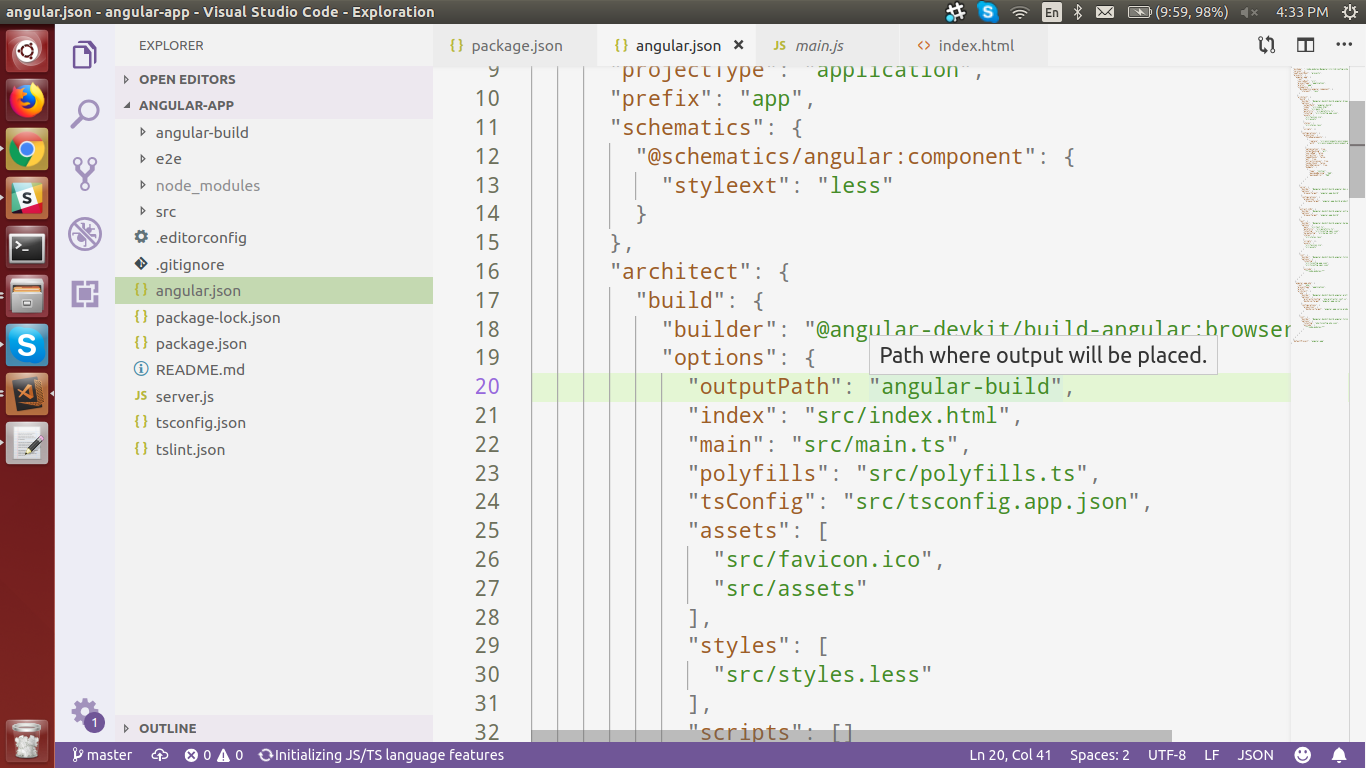 angular.json - angular-app - Visual Studio Code - Exploration
En
(9:59, 98%)
4:33 PM
EXPLORER
OPEN EDITORS
ANGULAR-APP
angular-build
e2e
node_modules
src
.editorconfig
.gitignore
{} angular.json
{} package-lock.json
{} package.json
README.md
JS server.js
{} tsconfig.json
{} tslint.json
OUTLINE
1
{} package.json
{} angular.json ×
JS main.js
<> index.html
9 "projectType": "application",
10 "prefix": "app",
11 "schematics": {
12 "@schematics/angular:component": {
13 "styleext": "less"
14 }
15 },
16 "architect": {
17 "build": {
18 "builder": "@angular-devkit/build-angular:browser
19 "options": {
Path where output will be placed.
20 "outputPath": "angular-build",
21 "index": "src/index.html",
22 "main": "src/main.ts",
23 "polyfills": "src/polyfills.ts",
24 "tsConfig": "src/tsconfig.app.json",
25 "assets": [
26 "src/favicon.ico",
27 "src/assets"
28 ],
29 "styles": [
30 "src/styles.less"
31 ],
32 "scripts": []
master
0 0
Initializing JS/TS language features
Ln 20, Col 41
Spaces: 2
UTF-8
LF
JSON